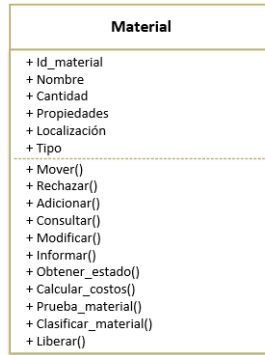 Material
+ Id_material
+ Nombre
+ Cantidad
+ Propiedades
+ Localización
+ Tipo
+ Mover()
+ Rechazar()
+ Adicionar()
+ Consultar()
+ Modificar()
+ Informar()
+ Obtener_estado()
+ Calcular_costos()
+ Prueba_material()
+ Clasificar_material()
+ Liberar()